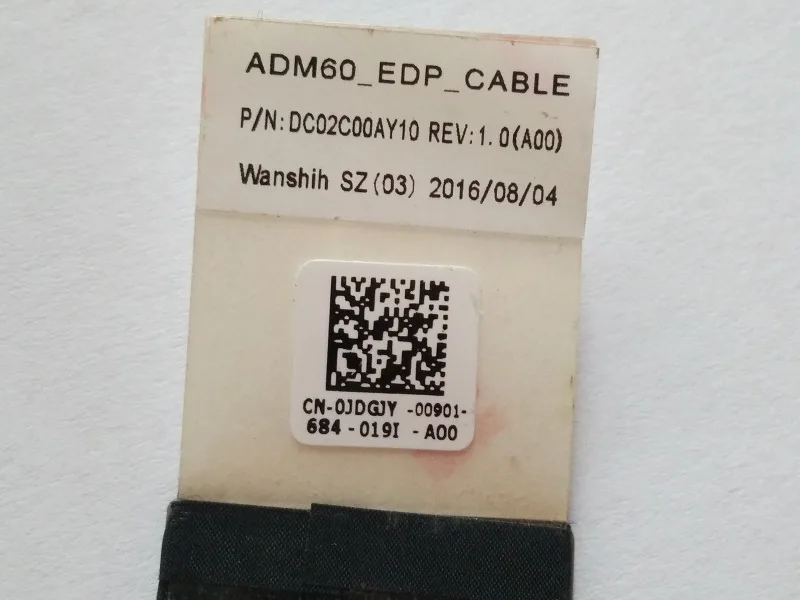 ADM60_EDP_CABLE
P/N:DC02C00AY10 REV:1.0(A00)
Wanshih SZ(03) 2016/08/04
CN-0JDGJY -00901-
684-019I -A00